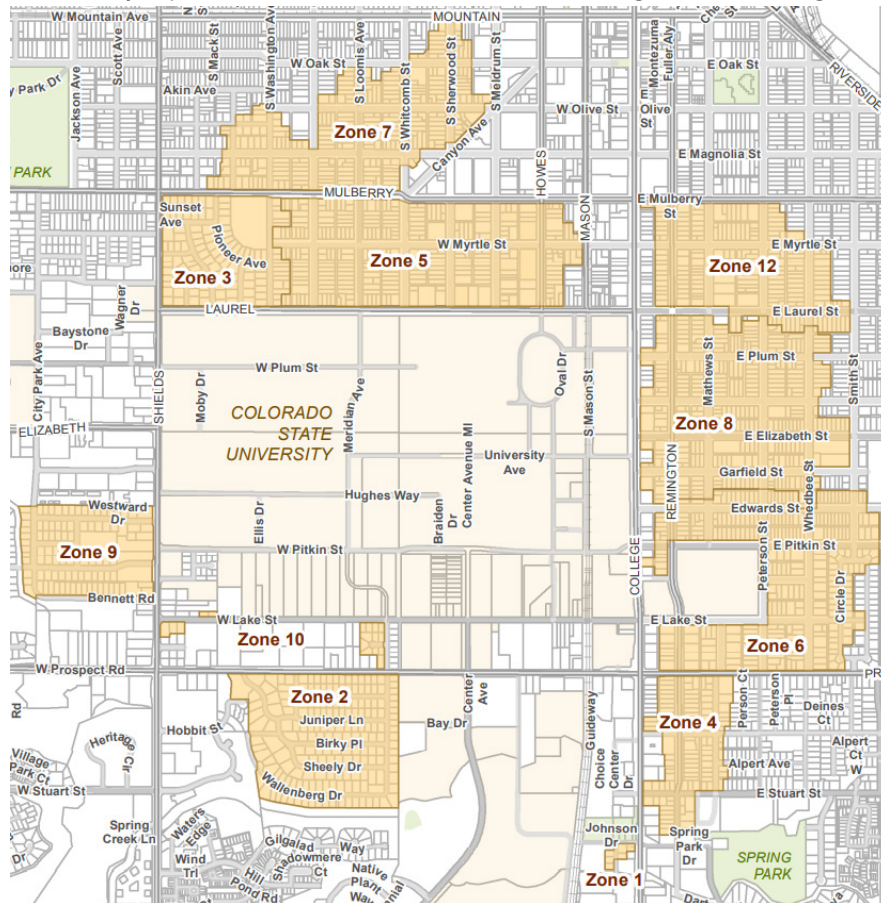 MOUNTAIN
W Mountain Ave
Scott Ave
S Mack St
S Washington Ave
S Loomis Ave
S Whitcomb St
S Sherwood St
S Meldrum St
Montezuma
Fuller Aly
E Oak St
RIVERSIDE
y Park Dr
Jackson Ave
Akin Ave
W Oak St
W Olive St
E
Olive
St
Zone 7
Canyon Ave
HOWES
E Magnolia St
PARK
MULBERRY
MASON
E Mulberry
St
Sunset
Ave
Pioneer Ave
W Myrtle St
E Myrtle St
Zone 3
Zone 5
Zone 12
more
LAUREL
E Laurel St
Wagner
Dr
Baystone
Dr
City Park Ave
SHIELDS
W Plum St
Moby Dr
Meridian Ave
Oval Dr
S Mason St
Mathews St
E Plum St
Smith St
COLORADO
STATE
UNIVERSITY
Zone 8
ELIZABETH
E Elizabeth St
Center Avenue Ml
University
Ave
REMINGTON
Garfield St
Whedbee St
Hughes Way
Westward
Dr
Ellis Dr
Braiden
Dr
Edwards St
Zone 9
W Pitkin St
COLLEGE
Peterson St
E Pitkin St
Circle Dr
Bennett Rd
W Lake St
E Lake St
Zone 10
Zone 6
W Prospect Rd
PR
Zone 2
Center
Ave
Rd
Juniper Ln
Bay Dr
Guideway
Zone 4
Person Ct
Peterson
Pl
Deines
Ct
Hobbit St
Birky Pl
Heritage
Cir
Village
Park Ct
Sheely Dr
Choice
Center
Dr
Alpert Ave
Alpert
Ct
W
W Stuart St
Wallenberg Dr
E Stuart St
Spring
Creek Ln
Waters
Edge
Gilgalad
Way
Johnson
Dr
Spring
Park Dr
Dr
Wind
Trl
Hill
Pond Rd
Shadowmere
Ct
Native
Plant
Zone 1
SPRING
PARK